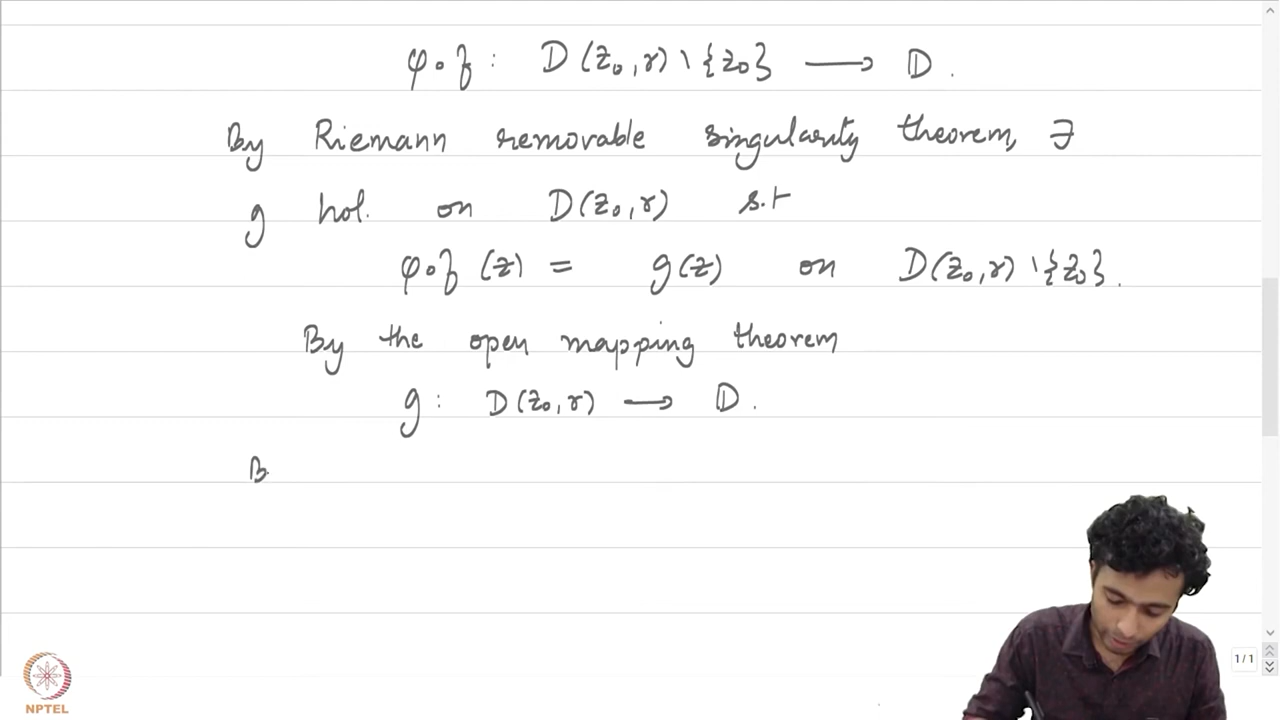 φ∘f : D(z₀, r) \ {z₀} ⟶ 𝔻 .
By Riemann removable singularity theorem, ∃
g hol. on D(z₀, r) s.t
φ∘f (z) = g(z) on D(z₀, r) \ {z₀} .
By the open mapping theorem
g : D(z₀, r) ⟶ 𝔻 .
B
1/1
NPTEL